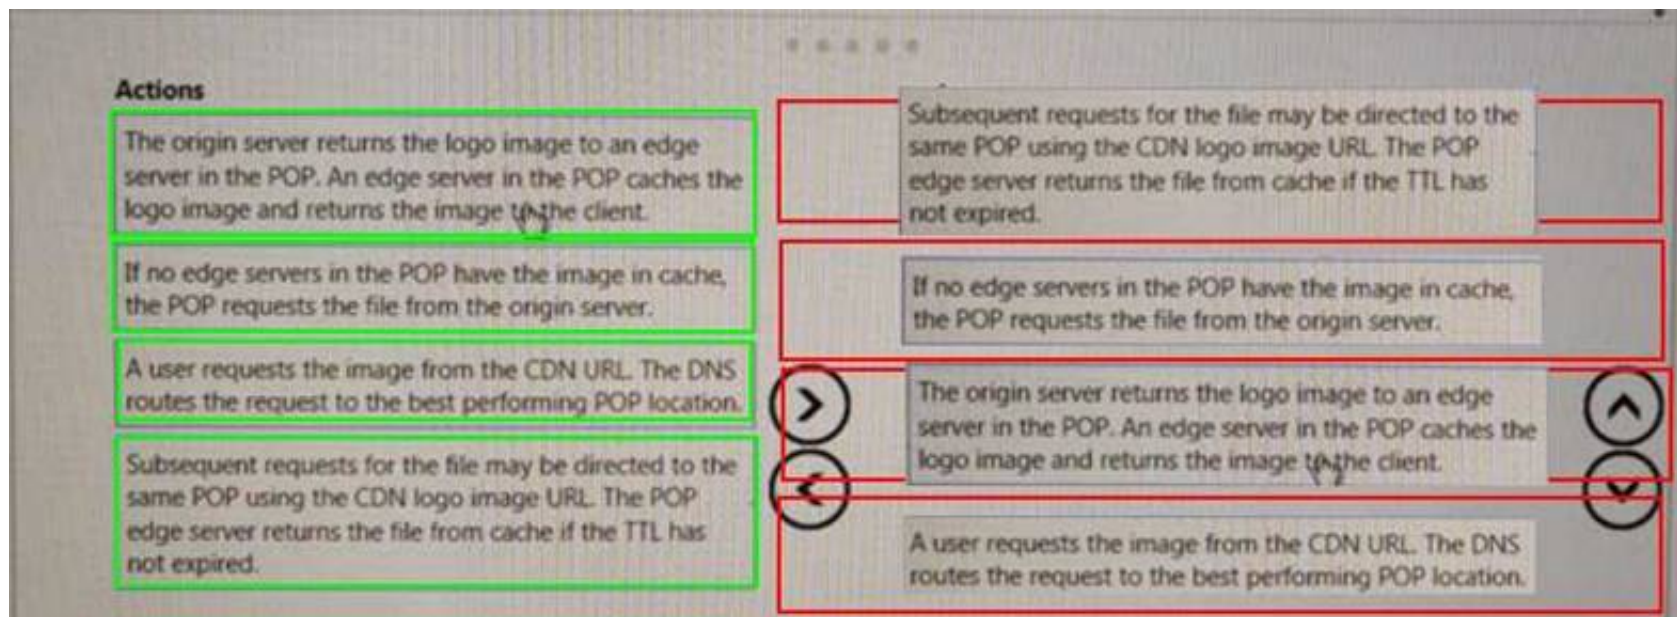 Actions
The origin server returns the logo image to an edge
server in the POP. An edge server in the POP caches the
logo image and returns the image to the client.
If no edge servers in the POP have the image in cache,
the POP requests the file from the origin server.
A user requests the image from the CDN URL. The DNS
routes the request to the best performing POP location.
Subsequent requests for the file may be directed to the
same POP using the CDN logo image URL. The POP
edge server returns the file from cache if the TTL has
not expired.
Subsequent requests for the file may be directed to the
same POP using the CDN logo image URL. The POP
edge server returns the file from cache if the TTL has
not expired.
If no edge servers in the POP have the image in cache,
the POP requests the file from the origin server.
The origin server returns the logo image to an edge
server in the POP. An edge server in the POP caches the
logo image and returns the image to the client.
A user requests the image from the CDN URL. The DNS
routes the request to the best performing POP location.